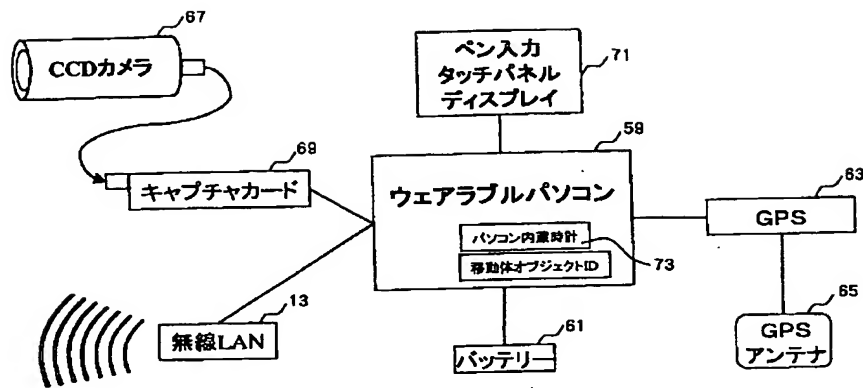 67
CCDカメラ
ペン入力
タッチパネル
ディスプレイ
71
69
キャプチャカード
59
ウェアラブルパソコン
パソコン内蔵時計
移動体オブジェクトID
73
63
GPS
65
GPS
アンテナ
13
無線LAN
61
バッテリー